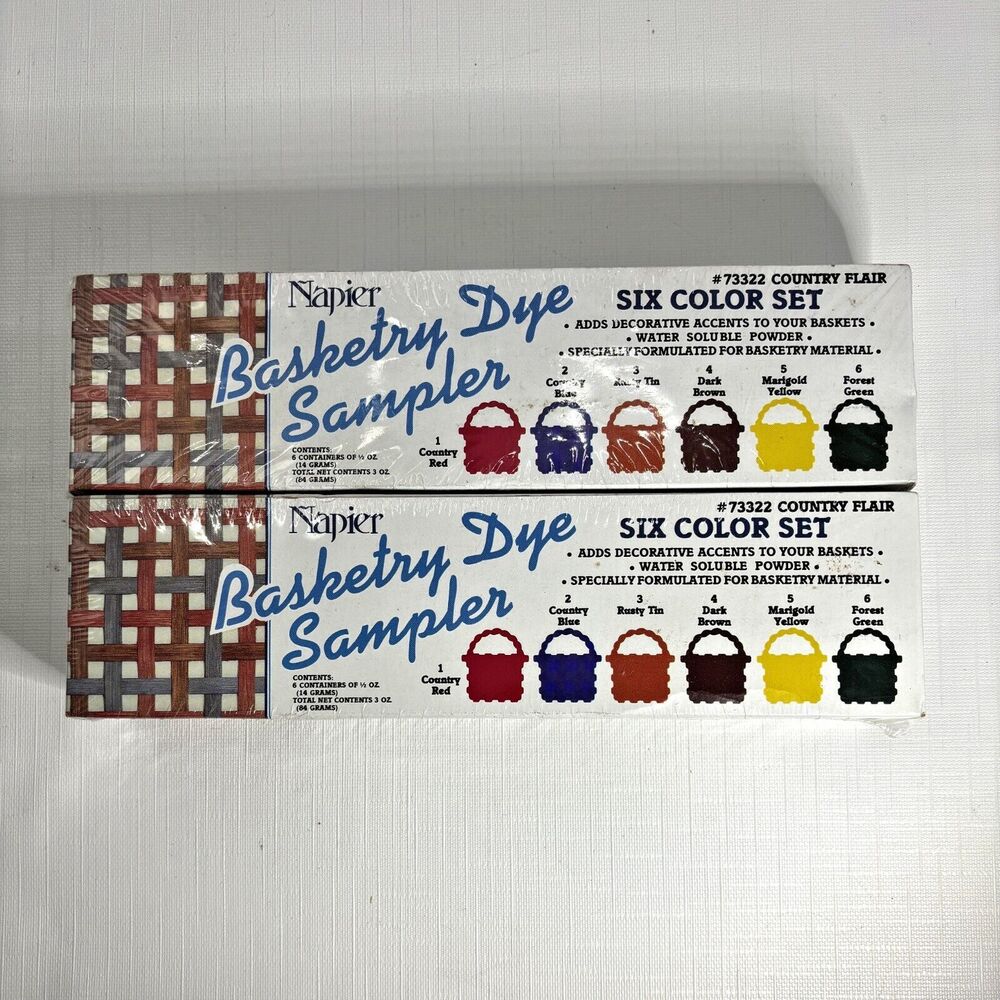 Napier
Basketry Dye
Sampler
CONTENTS:
6 CONTAINERS OF ½ OZ.
(14 GRAMS)
TOTAL NET CONTENTS 3 OZ.
(84 GRAMS)
#73322 COUNTRY FLAIR
SIX COLOR SET
• ADDS DECORATIVE ACCENTS TO YOUR BASKETS •
• WATER SOLUBLE POWDER •
• SPECIALLY FORMULATED FOR BASKETRY MATERIAL •
1
Country
Red
2
Country
Blue
3
Rusty Tin
4
Dark
Brown
5
Marigold
Yellow
6
Forest
Green
Napier
Basketry Dye
Sampler
CONTENTS:
6 CONTAINERS OF ½ OZ.
(14 GRAMS)
TOTAL NET CONTENTS 3 OZ.
(84 GRAMS)
#73322 COUNTRY FLAIR
SIX COLOR SET
• ADDS DECORATIVE ACCENTS TO YOUR BASKETS •
• WATER SOLUBLE POWDER •
• SPECIALLY FORMULATED FOR BASKETRY MATERIAL •
1
Country
Red
2
Country
Blue
3
Rusty Tin
4
Dark
Brown
5
Marigold
Yellow
6
Forest
Green